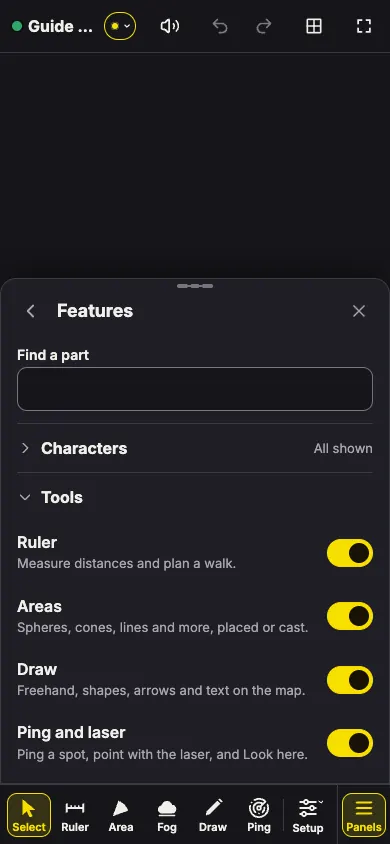 Guide ...
Features
Find a part
Characters
All shown
Tools
Ruler
Measure distances and plan a walk.
Areas
Spheres, cones, lines and more, placed or cast.
Draw
Freehand, shapes, arrows and text on the map.
Ping and laser
Ping a spot, point with the laser, and Look here.
Select Ruler Area Fog Draw Ping Setup Panels